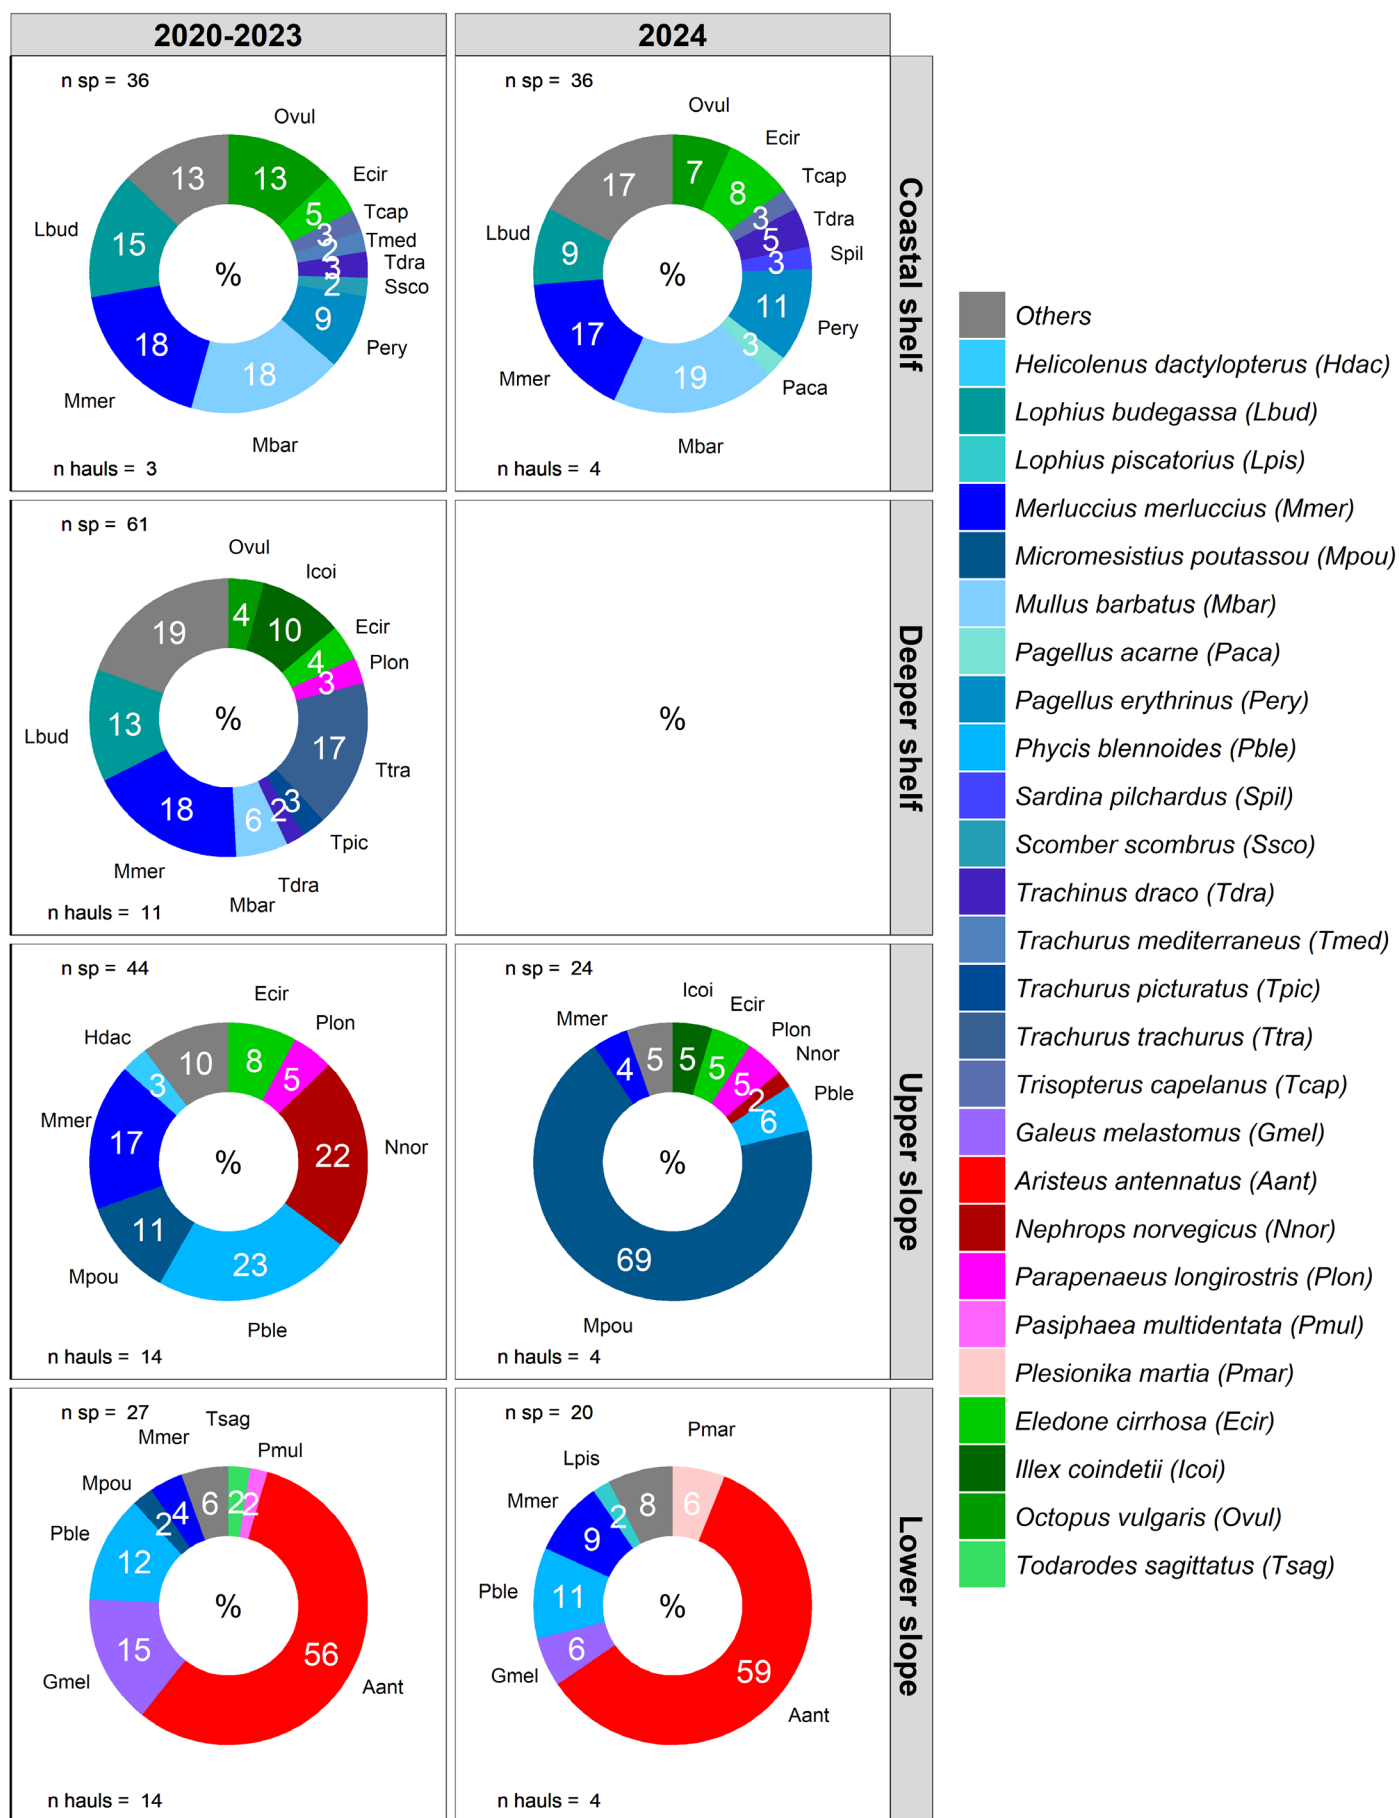 2020-2023
2024
n sp = 36
Ovul
Ecir
Tcap
Tmed
Tdra
Ssco
Pery
Mbar
Mmer
Lbud
13
5
3
2
3
2
9
18
18
15
13
%
n hauls = 3
n sp = 36
Ovul
Ecir
Tcap
Tdra
Spil
Pery
Paca
Mbar
Mmer
Lbud
7
8
3
5
3
11
3
19
17
9
17
%
n hauls = 4
Coastal shelf
n sp = 61
Ovul
Icoi
Ecir
Plon
Ttra
Tpic
Tdra
Mbar
Mmer
Lbud
4
10
4
3
17
3
2
6
18
13
19
%
n hauls = 11
%
Deeper shelf
n sp = 44
Ecir
Plon
Nnor
Pble
Mpou
Mmer
Hdac
8
5
22
23
11
17
3
10
%
n hauls = 14
n sp = 24
Icoi
Ecir
Plon
Nnor
Pble
Mpou
Mmer
5
5
5
2
6
69
4
5
%
n hauls = 4
Upper slope
n sp = 27
Tsag
Pmul
Aant
Gmel
Pble
Mpou
Mmer
2
2
56
15
12
2
4
6
%
n hauls = 14
n sp = 20
Pmar
Aant
Gmel
Pble
Mmer
Lpis
6
59
6
11
9
2
8
%
n hauls = 4
Lower slope
Others
Helicolenus dactylopterus (Hdac)
Lophius budegassa (Lbud)
Lophius piscatorius (Lpis)
Merluccius merluccius (Mmer)
Micromesistius poutassou (Mpou)
Mullus barbatus (Mbar)
Pagellus acarne (Paca)
Pagellus erythrinus (Pery)
Phycis blennoides (Pble)
Sardina pilchardus (Spil)
Scomber scombrus (Ssco)
Trachinus draco (Tdra)
Trachurus mediterraneus (Tmed)
Trachurus picturatus (Tpic)
Trachurus trachurus (Ttra)
Trisopterus capelanus (Tcap)
Galeus melastomus (Gmel)
Aristeus antennatus (Aant)
Nephrops norvegicus (Nnor)
Parapenaeus longirostris (Plon)
Pasiphaea multidentata (Pmul)
Plesionika martia (Pmar)
Eledone cirrhosa (Ecir)
Illex coindetii (Icoi)
Octopus vulgaris (Ovul)
Todarodes sagittatus (Tsag)